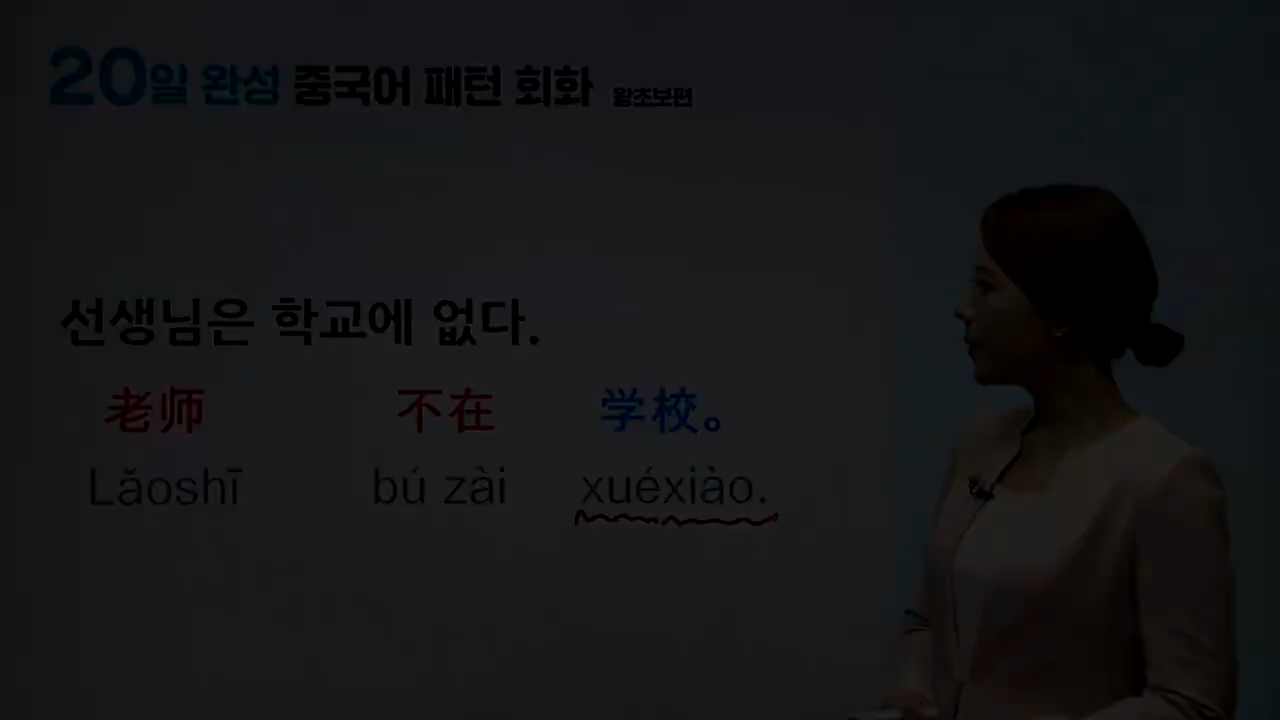 20일 완성 중국어 패턴 회화 왕초보편
선생님은 학교에 없다.
老师 不在 学校。
Lǎoshī bú zài xuéxiào.